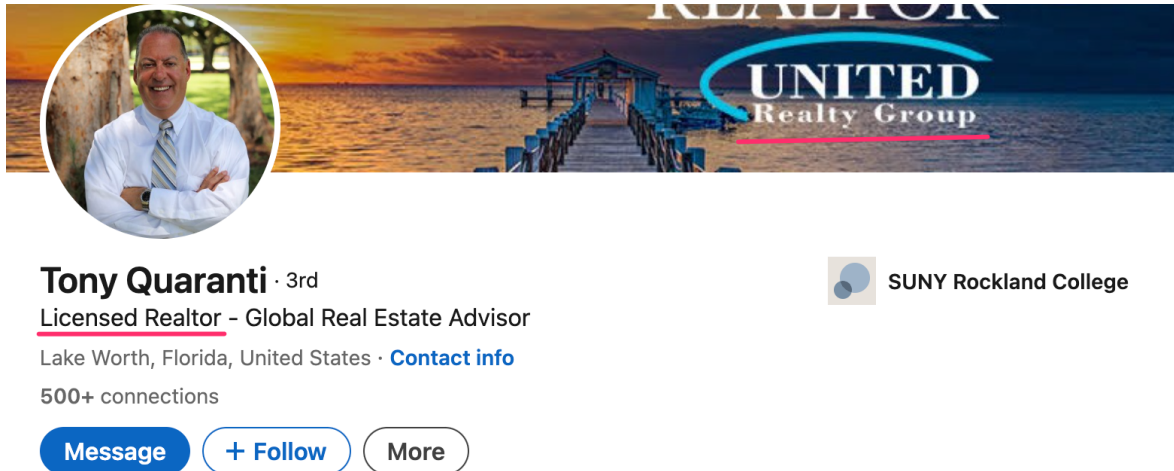 REALTOR
UNITED
Realty Group
Tony Quaranti · 3rd
SUNY Rockland College
Licensed Realtor - Global Real Estate Advisor
Lake Worth, Florida, United States · Contact info
500+ connections
Message
+ Follow
More